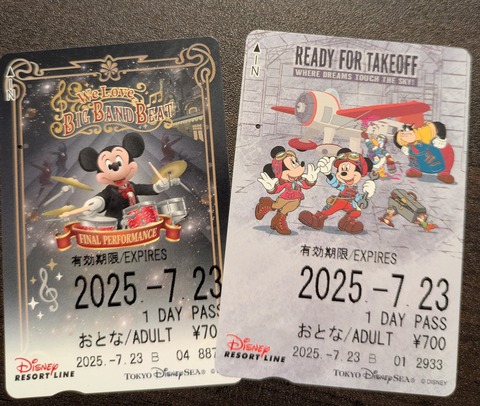 IN
We Love
BIG BAND BEAT
FINAL PERFORMANCE
有効期限/EXPIRES
2025.-7.23
1 DAY PASS
おとな/ADULT ¥70
2025.-7.23 B 04 887
Disney
RESORT LINE
TOKYO DisneySEA®
IN
READY FOR TAKEOFF
WHERE DREAMS TOUCH THE SKY!
有効期限/EXPIRES
2025.-7.23
1 DAY PASS
おとな/ADULT ¥700
2025.-7.23 B 01 2933
Disney
RESORT LINE
TOKYO DisneySEA® © DISNEY